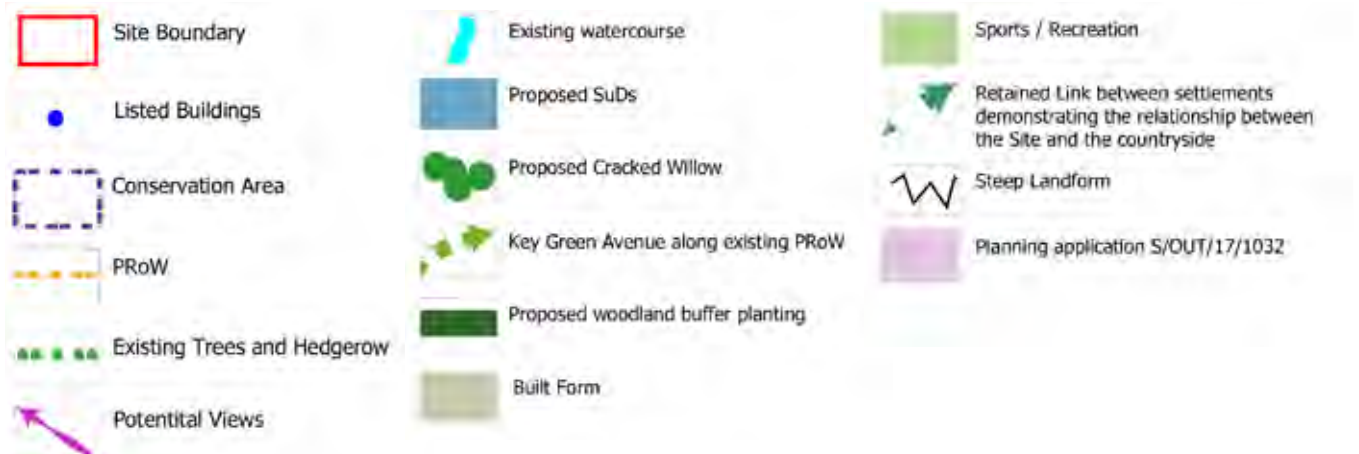 Site Boundary
Listed Buildings
Conservation Area
PRoW
Existing Trees and Hedgerow
Potentital Views
Existing watercourse
Proposed SuDs
Proposed Cracked Willow
Key Green Avenue along existing PRoW
Proposed woodland buffer planting
Built Form
Sports / Recreation
Retained Link between settlements
demonstrating the relationship between
the Site and the countryside
Steep Landform
Planning application S/OUT/17/1032